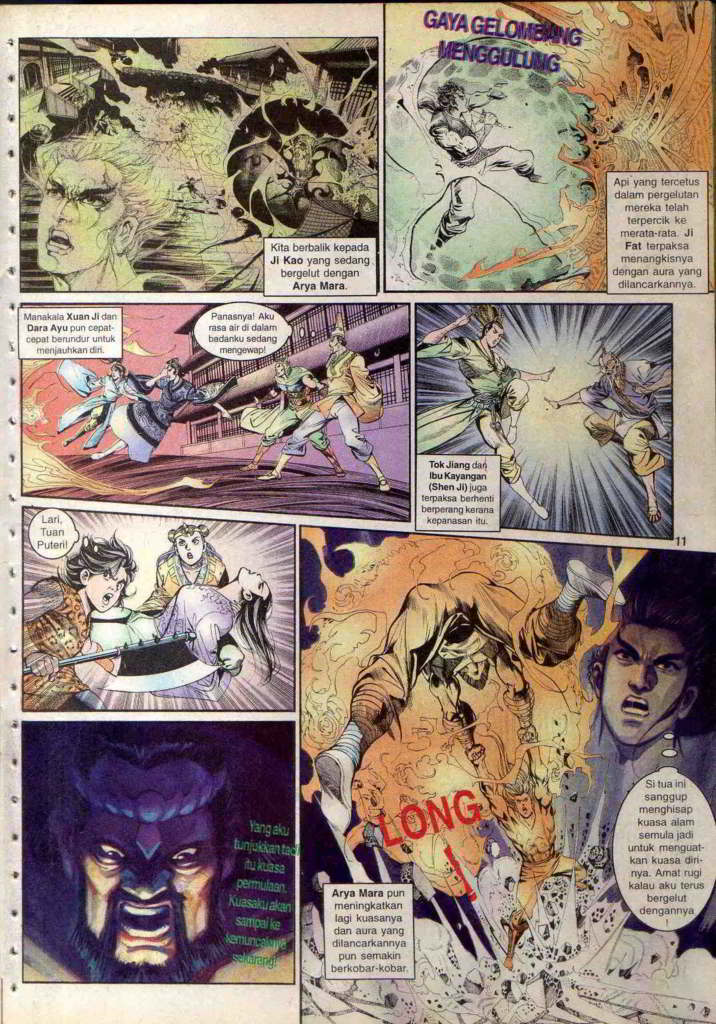 Kita berbalik kepada
Ji Kao yang sedang
bergelut dengan
Arya Mara.
GAYA GELOMBANG
MENGGULUNG
Api yang tercetus
dalam pergelutan
mereka telah
terpercik ke
merata-rata. Ji
Fat terpaksa
menangkisnya
dengan aura yang
dilancarkannya.
Manakala Xuan Ji dan
Dara Ayu pun cepat-
cepat berundur untuk
menjauhkan diri.
Panasnya! Aku
rasa air di dalam
badanku sedang
mengewap!
Tok Jiang dan
Ibu Kayangan
(Shen Ji) juga
terpaksa berhenti
berperang kerana
kepanasan itu.
11
Lari,
Tuan
Puteri!
Yang aku
tunjukkan tadi
itu kuasa
permulaan.
Kuasaku akan
sampai ke
kemuncaknya
sekarang!
LONG
!
Arya Mara pun
meningkatkan
lagi kuasanya
dan aura yang
dilancarkannya
pun semakin
berkobar-kobar.
Si tua ini
sanggup
menghisap
kuasa alam
semula jadi
untuk menguat-
kan kuasa diri-
nya. Amat rugi
kalau aku terus
bergelut
dengannya
!